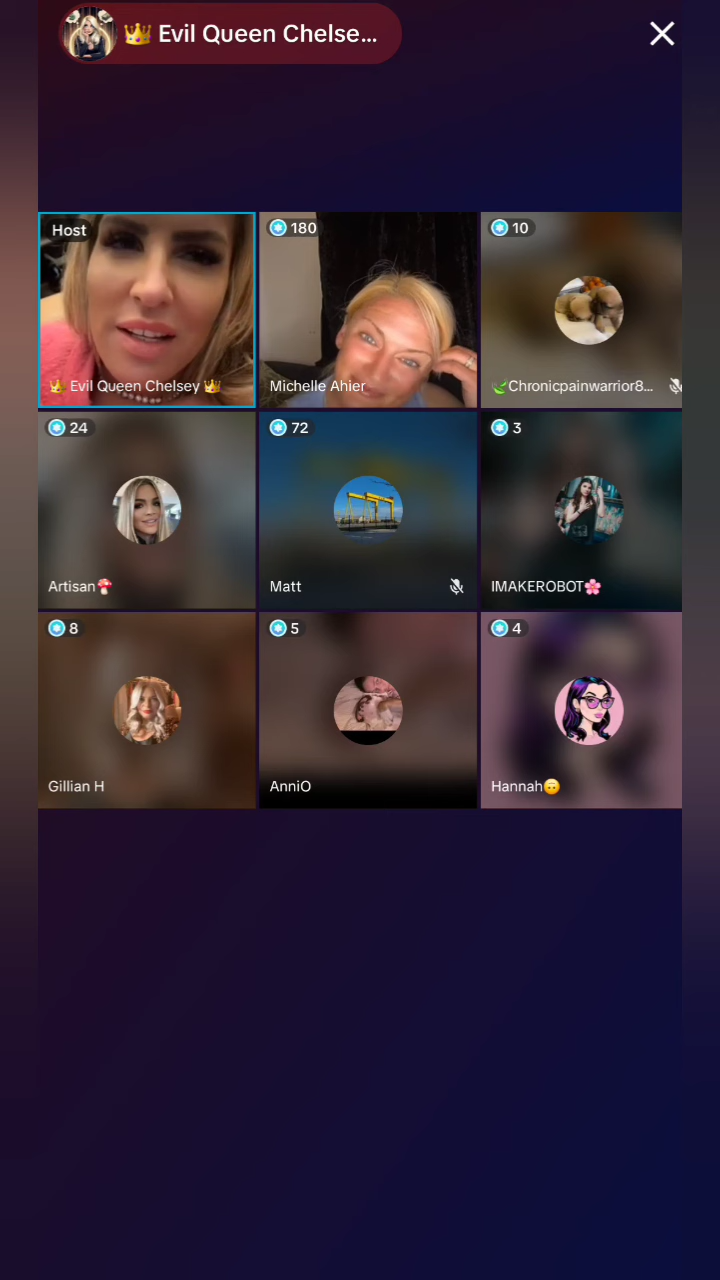 👑 Evil Queen Chelse...
Host
180
10
👑 Evil Queen Chelsey 👑
Michelle Ahier
🌿Chronicpainwarrior8...
24
72
3
Artisan🍄
Matt
IMAKEROBOT🌸
8
5
4
Gillian H
AnniO
Hannah🙃